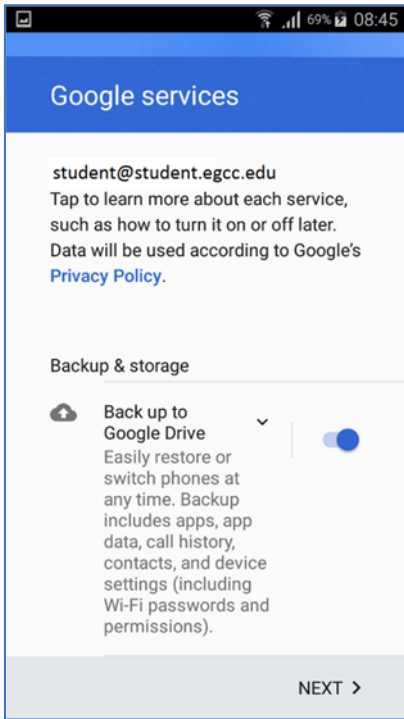 69% 08:45
Google services
student@student.egcc.edu
Tap to learn more about each service,
such as how to turn it on or off later.
Data will be used according to Google's
Privacy Policy.
Backup & storage
Back up to
Google Drive
Easily restore or
switch phones at
any time. Backup
includes apps, app
data, call history,
contacts, and device
settings (including
Wi-Fi passwords and
permissions).
NEXT >